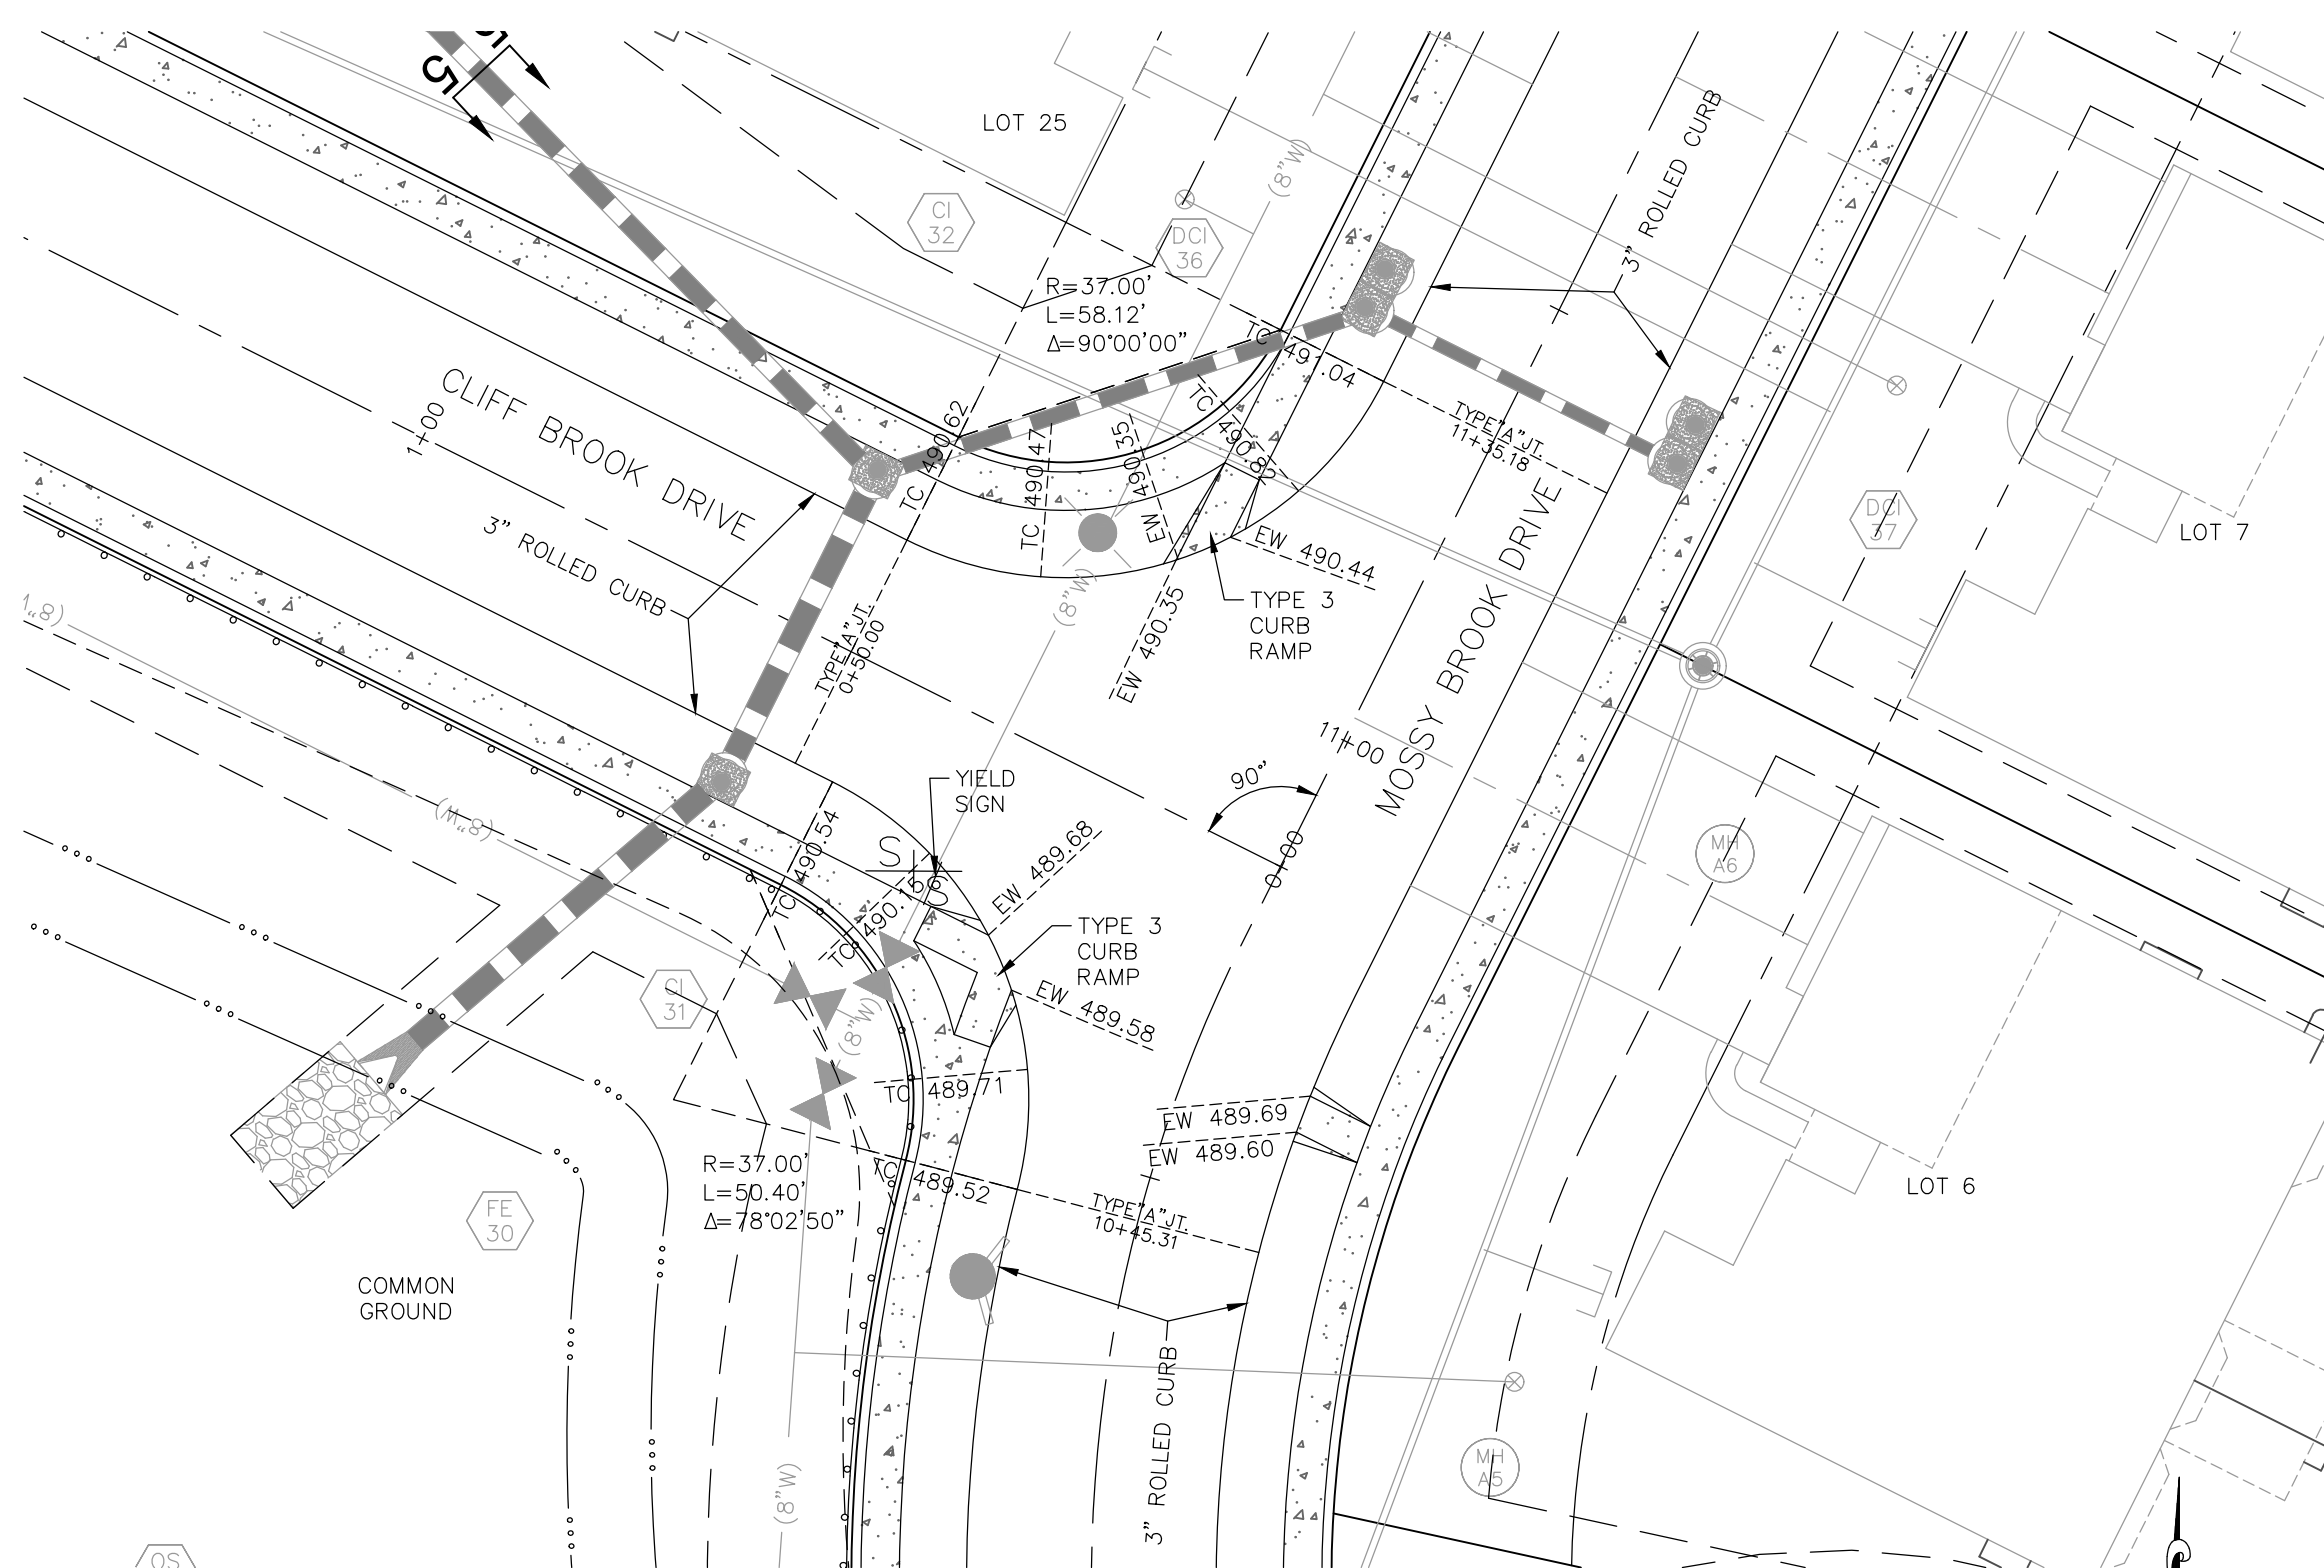 5
5
LOT 25
CI
32
DCI
36
(8"W)
3" ROLLED CURB
R=37.00'
L=58.12'
Δ=90°00'00"
TC 491.04
CLIFF BROOK DRIVE
1+00
3" ROLLED CURB
TC 490.62
TC 490.47
EW 490.35
TYPE"A"JT.
11+35.18
EW 490.44
EW 490.35
TYPE 3
CURB
RAMP
(8"W)
TYPE"A"JT.
0+50.00
DCI
37
LOT 7
MOSSY BROOK DRIVE
11+00
90°
0+00
(8"W)
YIELD
SIGN
S
TC 490.54
TC 490.15
EW 489.68
TYPE 3
CURB
RAMP
EW 489.58
MH
A6
CI
31
(8"W)
TC 489.71
EW 489.69
EW 489.60
TC 489.52
R=37.00'
L=50.40'
Δ=78°02'50"
TYPE"A"JT.
10+45.31
LOT 6
FE
30
COMMON
GROUND
3" ROLLED CURB
(8"W)
MH
A5
OS